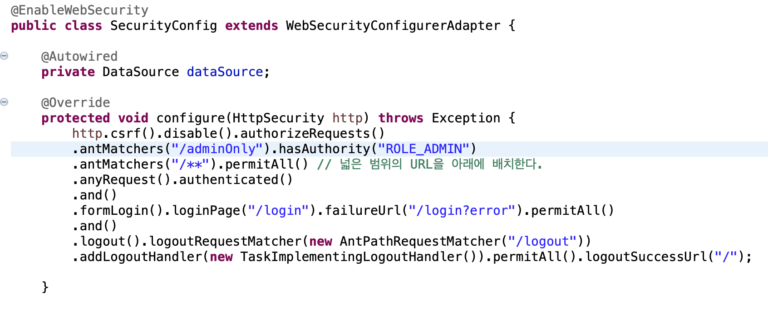 @EnableWebSecurity
public class SecurityConfig extends WebSecurityConfigurerAdapter {
@Autowired
private DataSource dataSource;
@Override
protected void configure(HttpSecurity http) throws Exception {
http.csrf().disable().authorizeRequests()
.antMatchers("/adminOnly").hasAuthority("ROLE_ADMIN")
.antMatchers("/**").permitAll() // 넓은 범위의 URL을 아래에 배치한다.
.anyRequest().authenticated()
.and()
.formLogin().loginPage("/login").failureUrl("/login?error").permitAll()
.and()
.logout().logoutRequestMatcher(new AntPathRequestMatcher("/logout"))
.addLogoutHandler(new TaskImplementingLogoutHandler()).permitAll().logoutSuccessUrl("/");
}